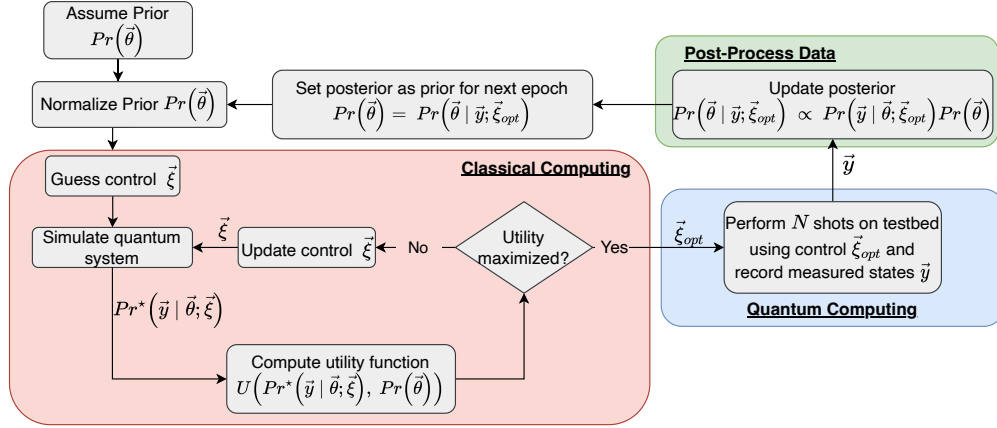 Assume Prior
Pr(θ⃗)
Normalize Prior Pr(θ⃗)
Set posterior as prior for next epoch
Pr(θ⃗) = Pr(θ⃗ | y⃗; ξ⃗_opt)
Post-Process Data
Update posterior
Pr(θ⃗ | y⃗; ξ⃗_opt) ∝ Pr(y⃗ | θ⃗; ξ⃗_opt)Pr(θ⃗)
y⃗
Classical Computing
Guess control ξ⃗
Simulate quantum
system
ξ⃗
Update control ξ⃗
No
Utility
maximized?
Yes
ξ⃗_opt
Perform N shots on testbed
using control ξ⃗_opt and
record measured states y⃗
Quantum Computing
Pr*(y⃗ | θ⃗; ξ⃗)
Compute utility function
U(Pr*(y⃗ | θ⃗; ξ⃗), Pr(θ⃗))